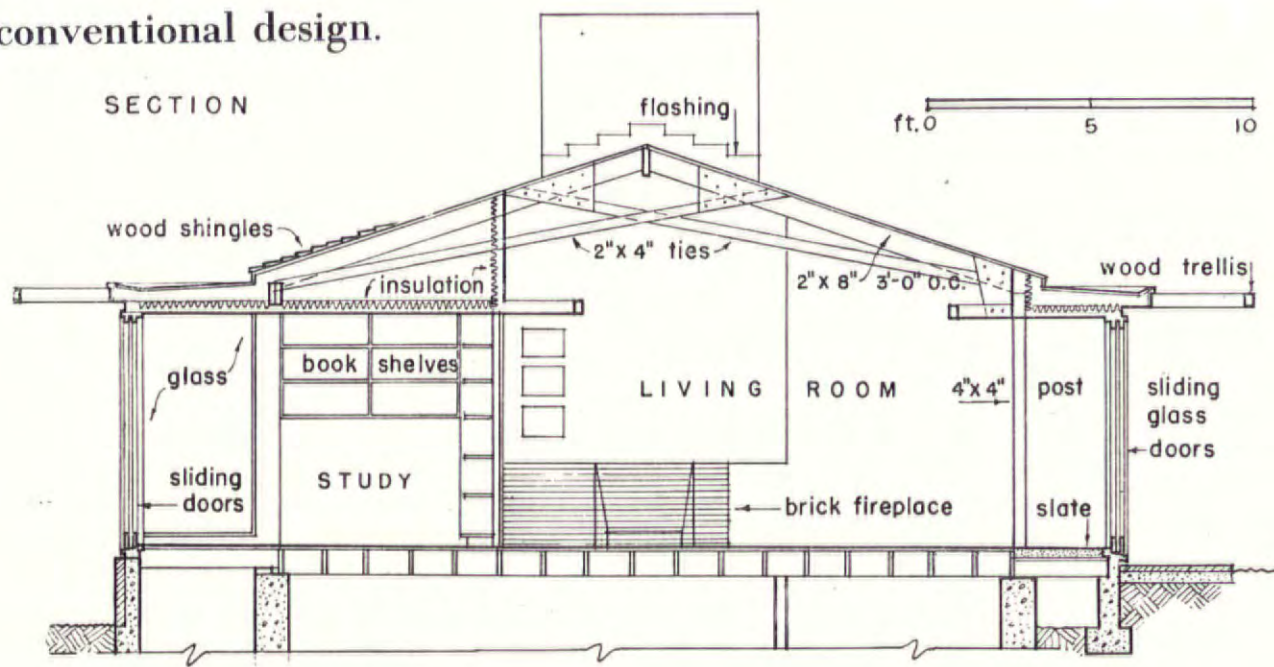 conventional design.
SECTION
flashing
ft. 0 5 10
wood shingles
2" X 4" ties
insulation
2" X 8" 3'-0" O.C.
wood trellis
book shelves
glass
LIVING ROOM
4" X 4" post
sliding
glass
doors
sliding
doors
STUDY
brick fireplace
slate